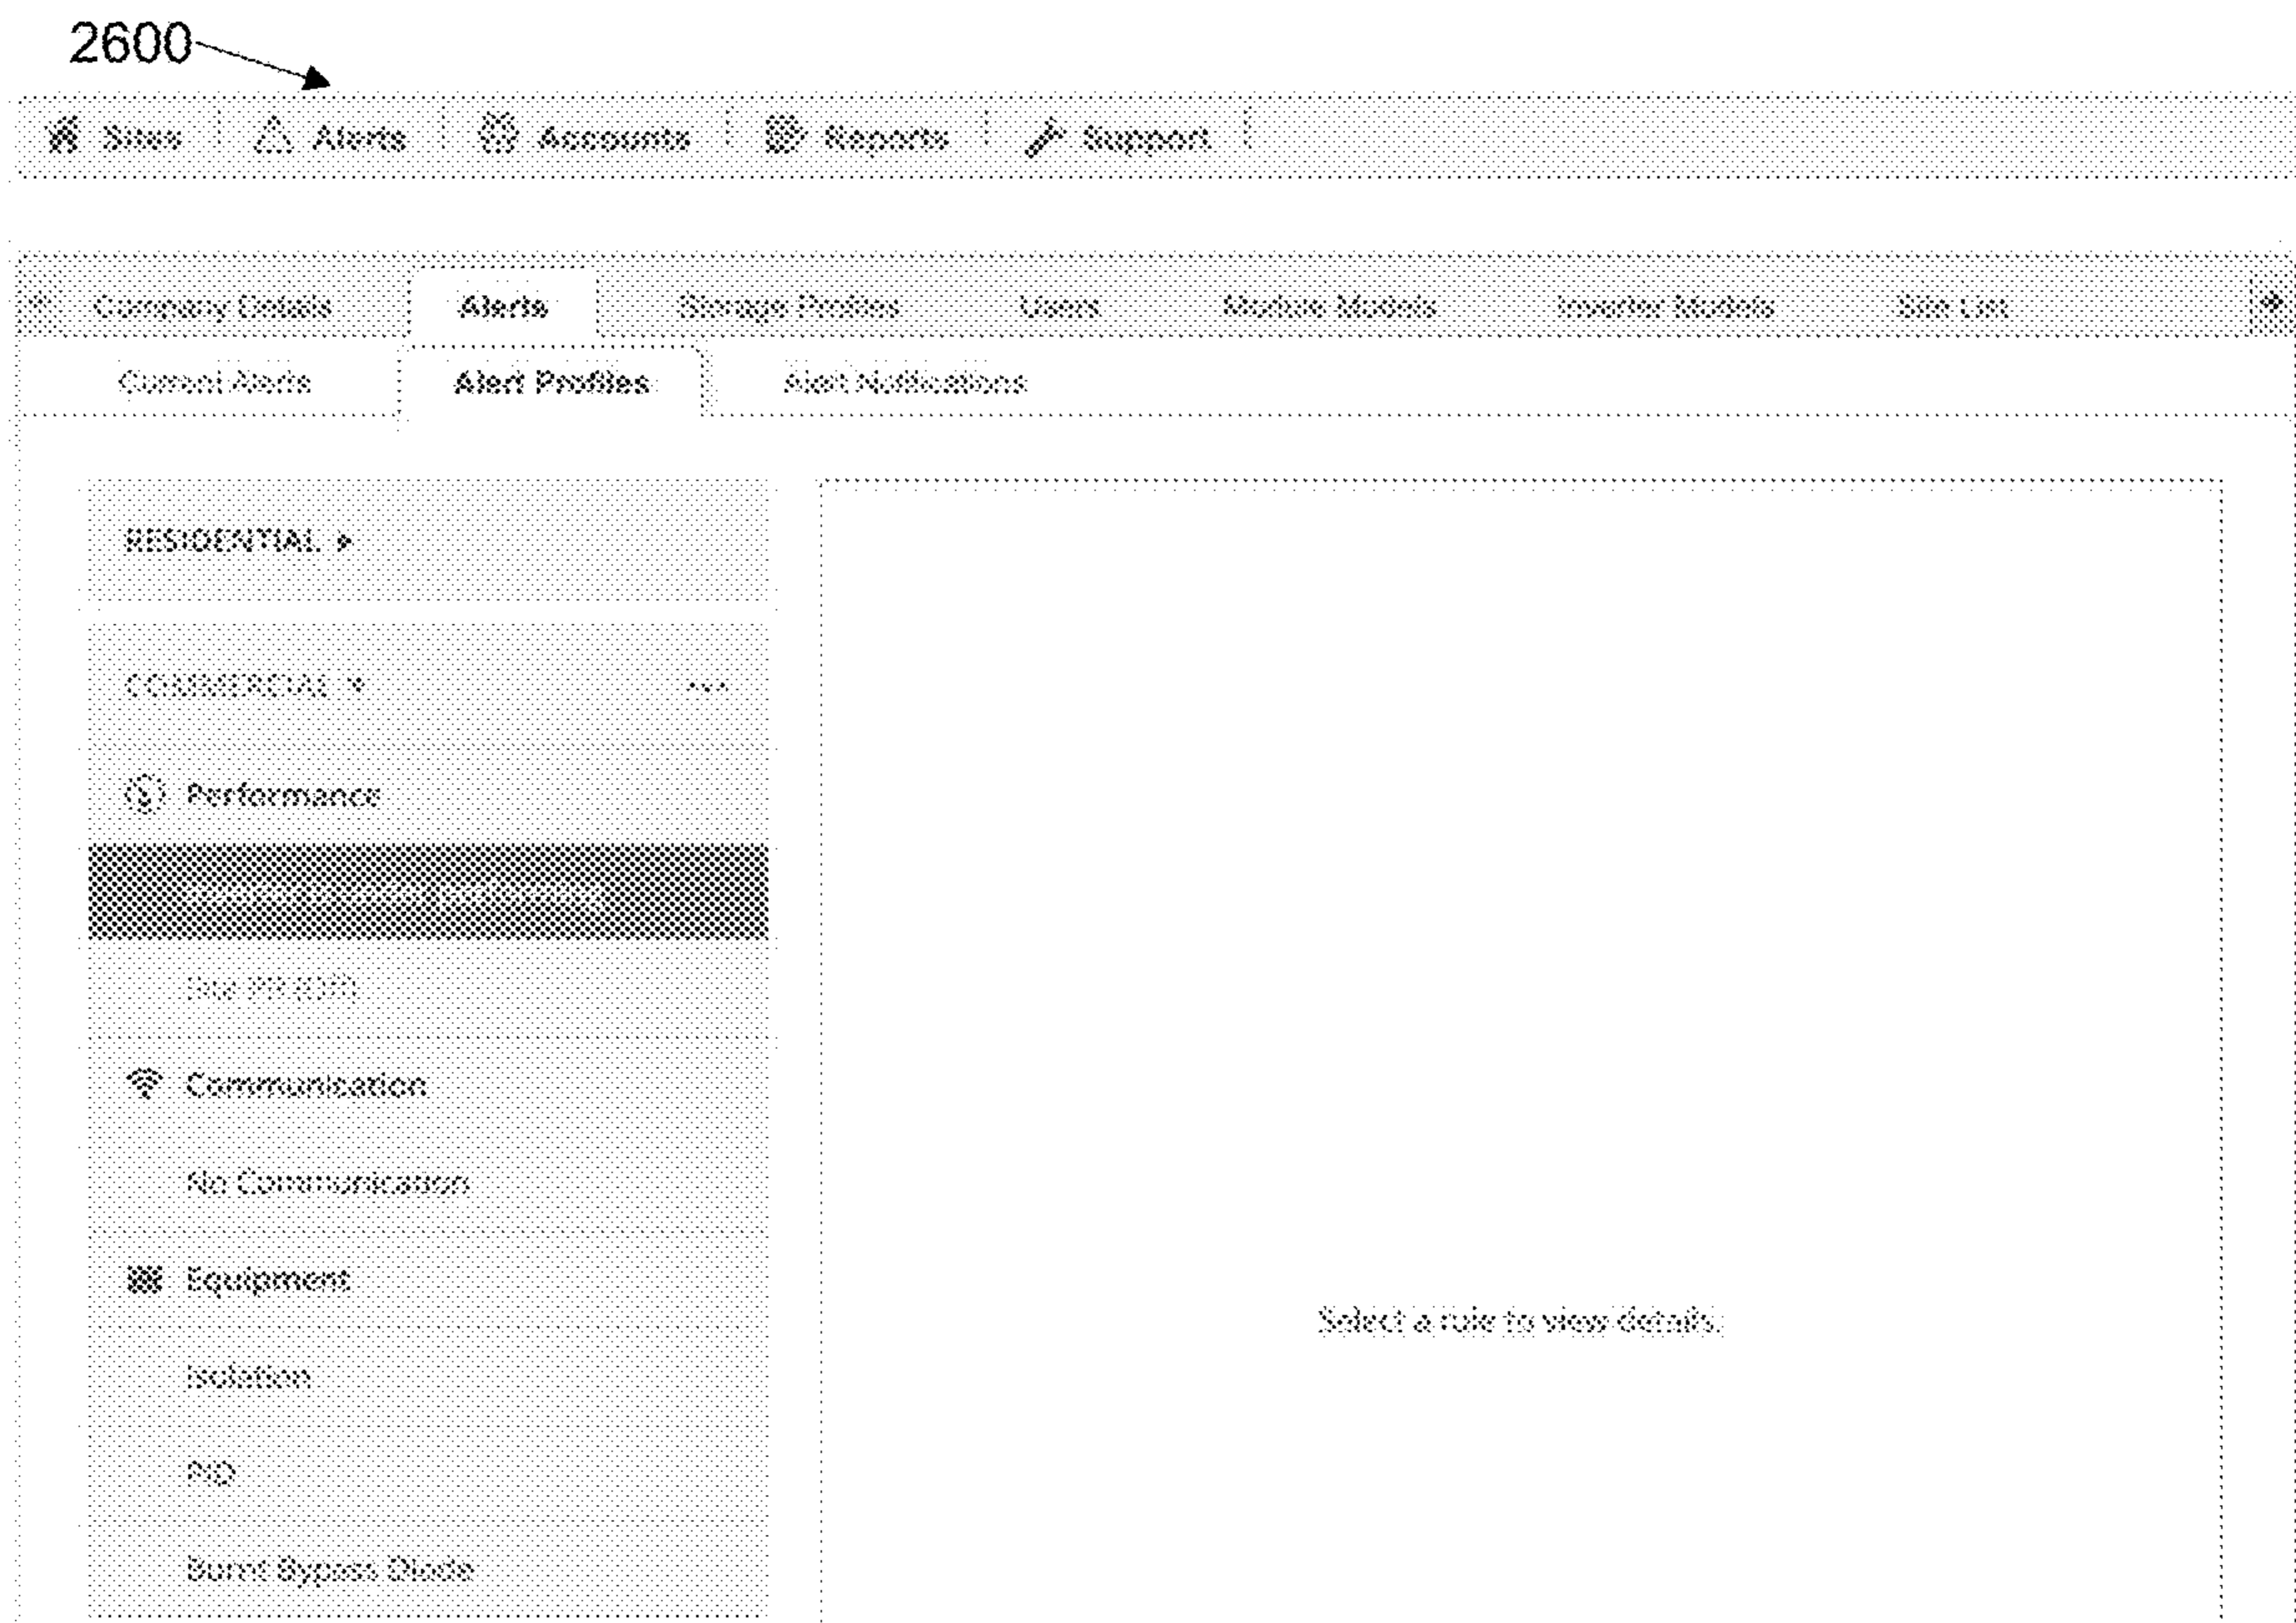 2600
Sites Alerts Accounts Reports Support
Company Details Alerts Storage Profiles Users Module Models Inverter Models Site List
Current Alerts Alert Profiles Alert Notifications
RESIDENTIAL
COMMERCIAL ...
Performance
Communication
No Communication
Equipment
Select a rule to view details.
Isolation
PID
Burnt Bypass Diode